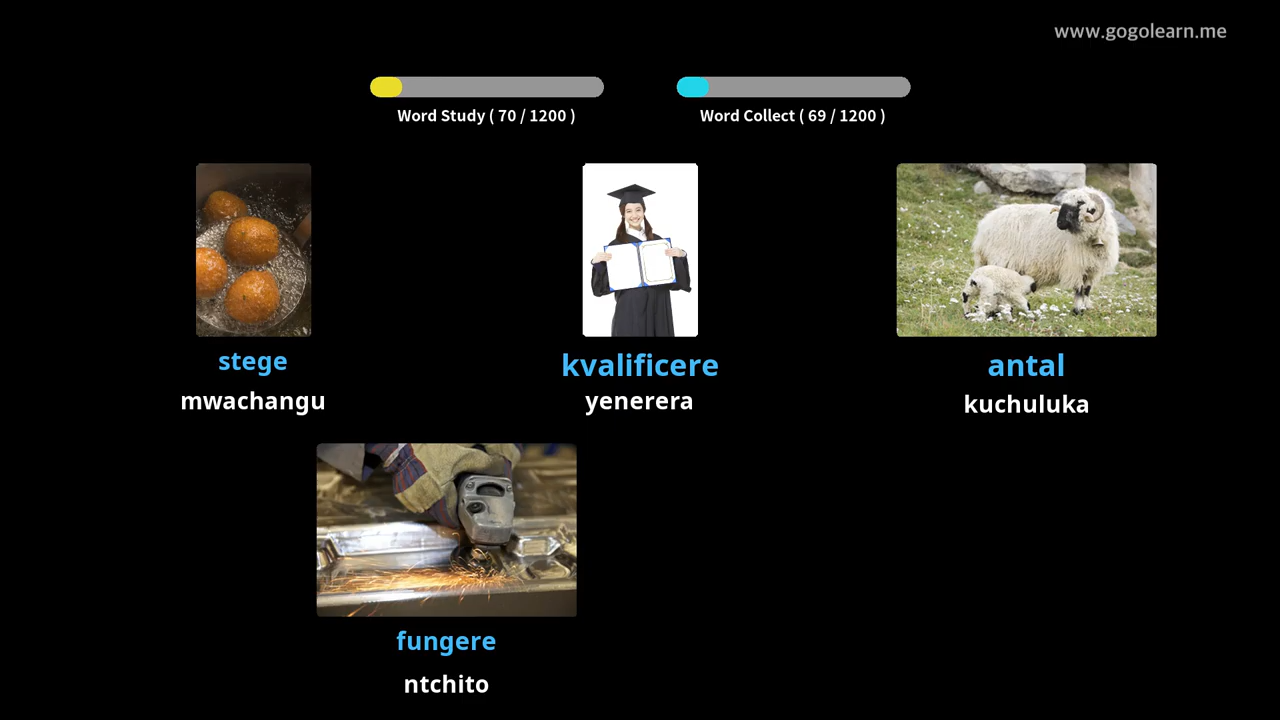 www.gogolearn.me
Word Study ( 70 / 1200 )
Word Collect ( 69 / 1200 )
stege
mwachangu
kvalificere
yenerera
antal
kuchuluka
fungere
ntchito